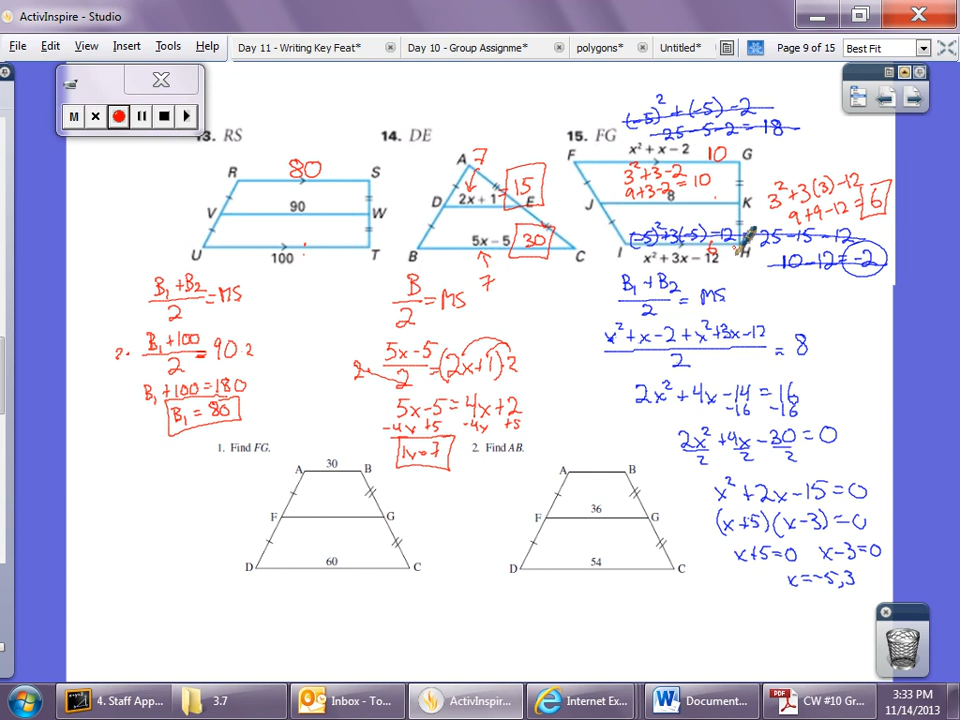 ActivInspire - Studio
File Edit View Insert Tools Help
Day 11 - Writing Key Feat*
Day 10 - Group Assignme*
polygons*
Untitled*
Page 9 of 15
Best Fit
M
13. RS
14. DE
15. FG
(-5)² + (-5) - 2
25 - 5 - 2 = 18
R 80 S
V 90 W
U 100 T
A 7
D 2x + 1 = 15 E
B 5x - 5 30 C
7
F x² + x - 2 10 G
3² + 3 - 2
9 + 3 - 2 = 10
J 8 K
(-5)² + 3(-5) - 12
6
I x² + 3x - 12 H
3² + 3(3) - 12
9 + 9 - 12 = 6
25 - 15 - 12
10 - 12 = -2
B₁ + B₂
2
= MS
2 · B₁ + 100
2
= 90 · 2
B₁ + 100 = 180
B₁ = 80
B
2
= MS
2 · 5x - 5
2
= (2x + 1) 2
5x - 5 = 4x + 2
-4x + 5 -4x + 5
1x = 7
B₁ + B₂
2
= MS
x² + x - 2 + x² + 3x - 12
2
= 8
2x² + 4x - 14 = 16
-16 -16
2x² + 4x - 30 = 0
2 2 2
x² + 2x - 15 = 0
(x + 5)(x - 3) = 0
x + 5 = 0 x - 3 = 0
x = -5, 3
1. Find FG.
A 30 B
F G
D 60 C
2. Find AB.
A B
F 36 G
D 54 C
4. Staff App...
3.7
Inbox - To...
ActivInspire...
Internet Ex...
Document...
CW #10 Gr...
3:33 PM
11/14/2013